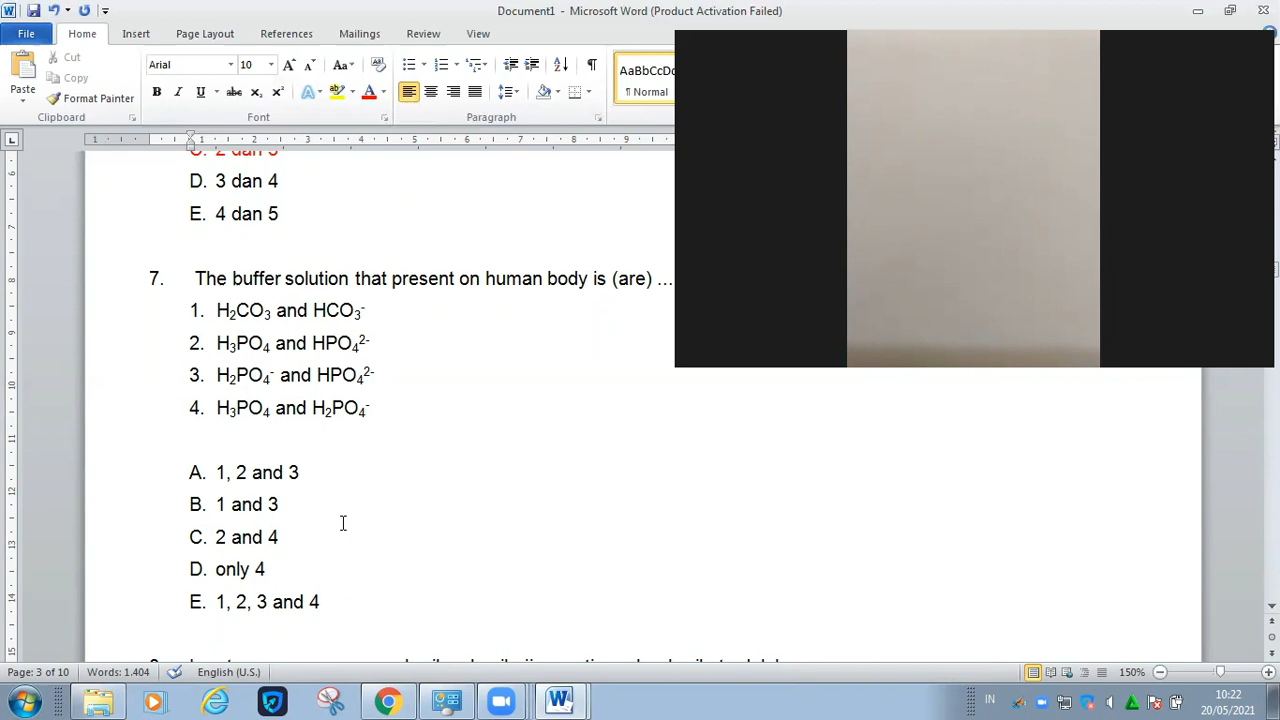 Document1 - Microsoft Word (Product Activation Failed)
File Home Insert Page Layout References Mailings Review View
Paste
Cut
Copy
Format Painter
Clipboard
Arial 10
Font
Paragraph
AaBbCcDc
¶ Normal
C. 2 dan 3
D. 3 dan 4
E. 4 dan 5
7. The buffer solution that present on human body is (are) …
1. H₂CO₃ and HCO₃⁻
2. H₃PO₄ and HPO₄²⁻
3. H₂PO₄⁻ and HPO₄²⁻
4. H₃PO₄ and H₂PO₄⁻
A. 1, 2 and 3
B. 1 and 3
C. 2 and 4
D. only 4
E. 1, 2, 3 and 4
Page: 3 of 10 Words: 1.404 English (U.S.) 150%
IN 10:22
20/05/2021